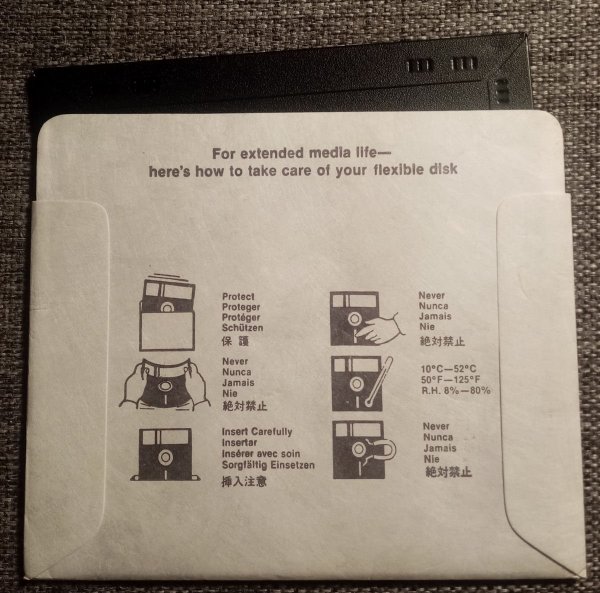 For extended media life—
here's how to take care of your flexible disk
Protect
Proteger
Protéger
Schützen
保護
Never
Nunca
Jamais
Nie
絶対禁止
Insert Carefully
Insertar
Insérer avec soin
Sorgfältig Einsetzen
挿入注意
Never
Nunca
Jamais
Nie
絶対禁止
10°C—52°C
50°F—125°F
R.H. 8%—80%
Never
Nunca
Jamais
Nie
絶対禁止